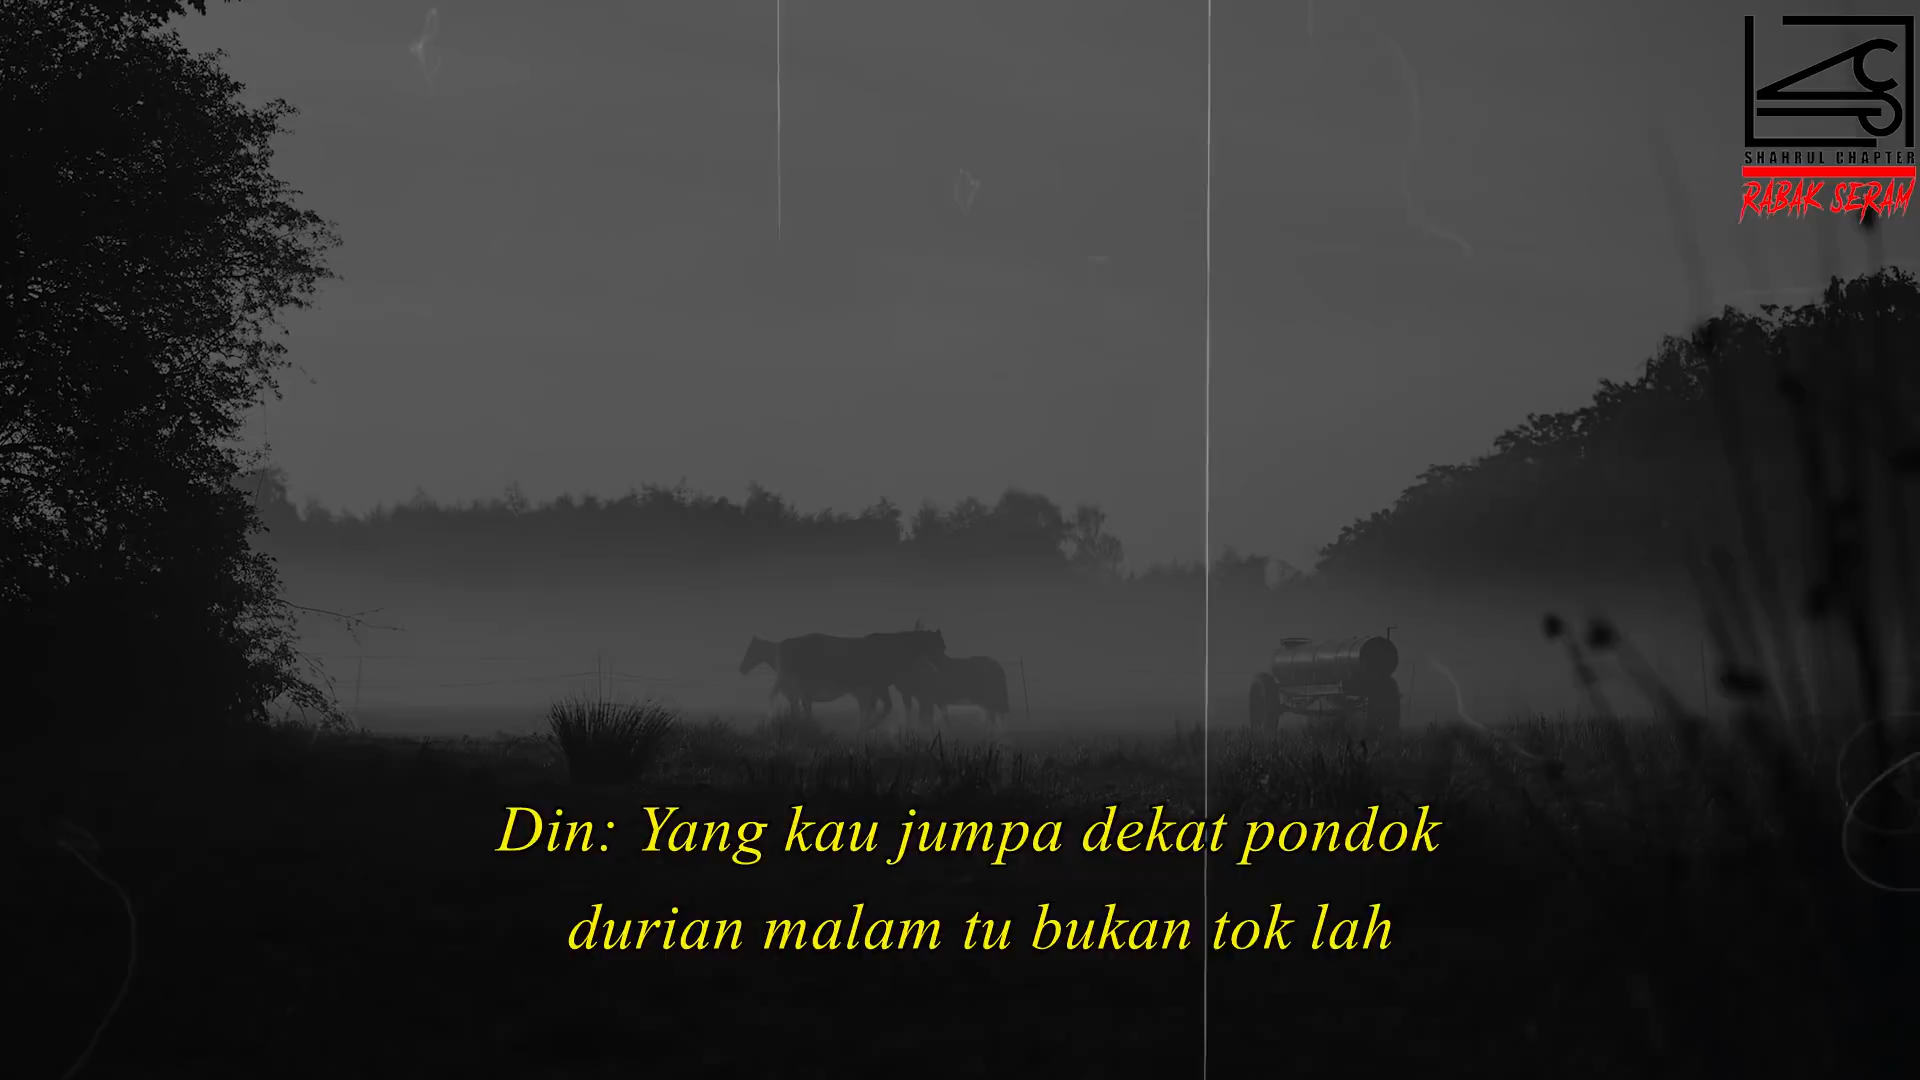 SHAHRUL CHAPTER
RABAK SERAM
Din: Yang kau jumpa dekat pondok
durian malam tu bukan tok lah